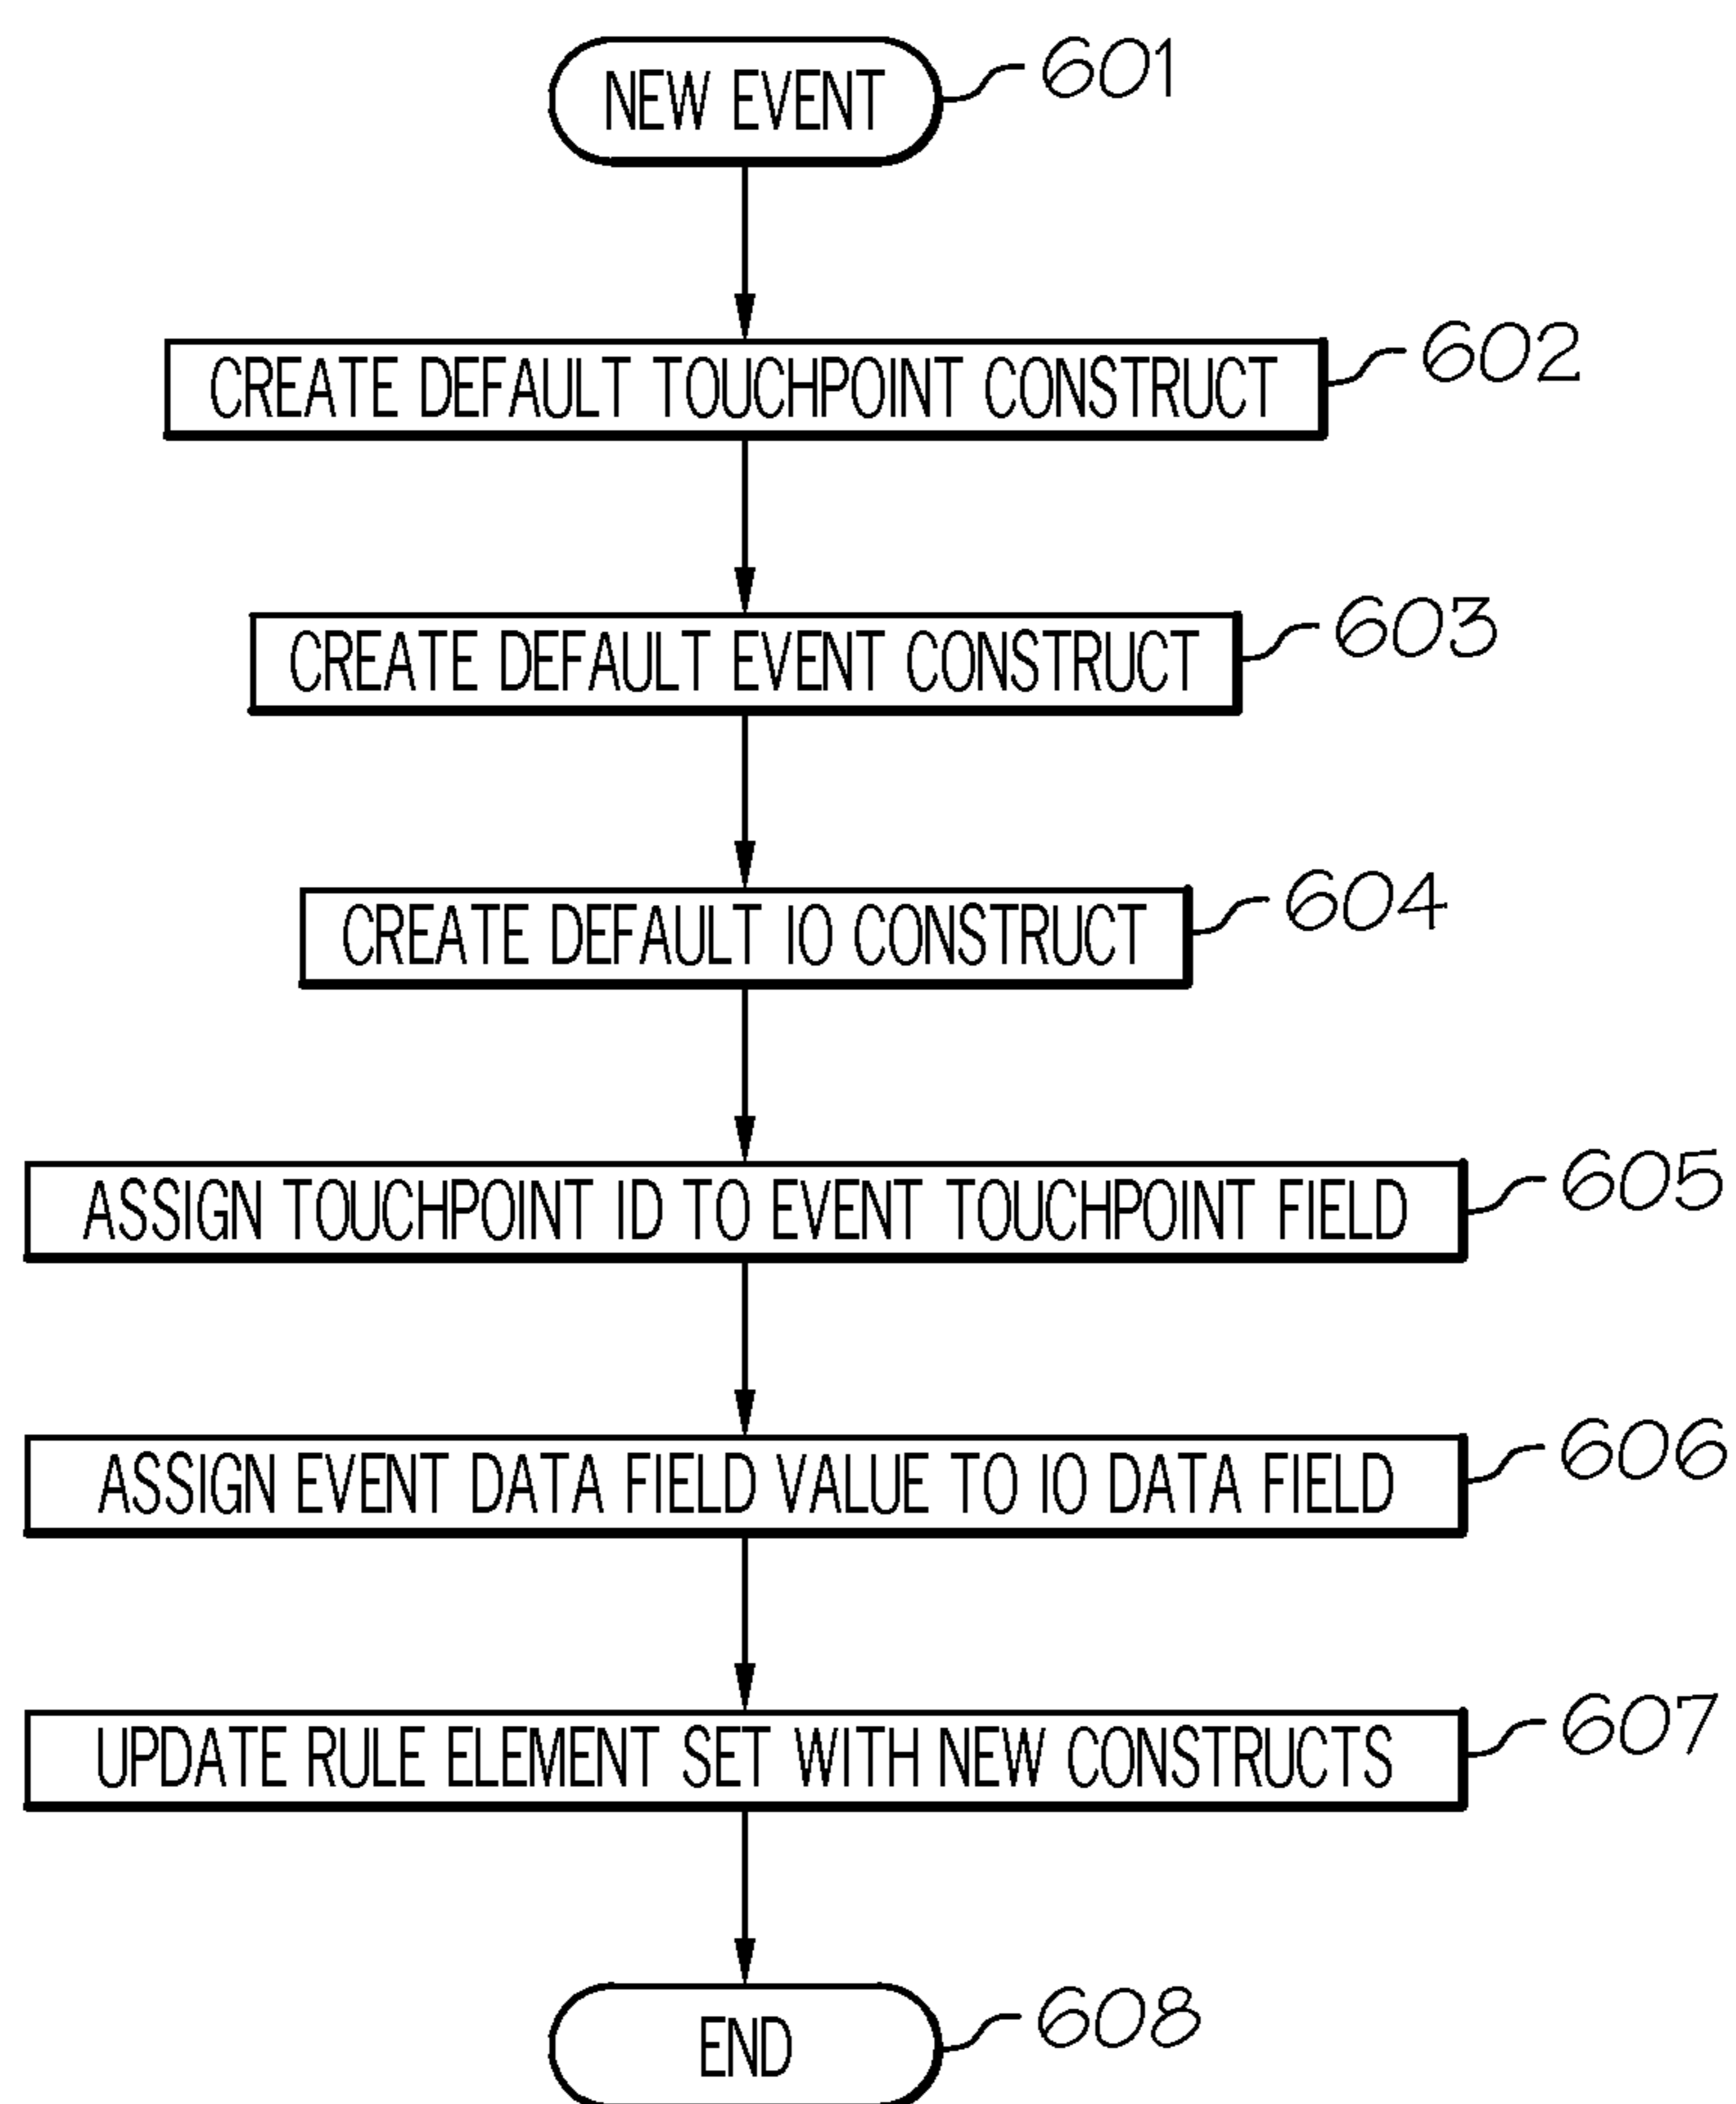 NEW EVENT 601
CREATE DEFAULT TOUCHPOINT CONSTRUCT 602
CREATE DEFAULT EVENT CONSTRUCT 603
CREATE DEFAULT IO CONSTRUCT 604
ASSIGN TOUCHPOINT ID TO EVENT TOUCHPOINT FIELD 605
ASSIGN EVENT DATA FIELD VALUE TO IO DATA FIELD 606
UPDATE RULE ELEMENT SET WITH NEW CONSTRUCTS 607
END 608